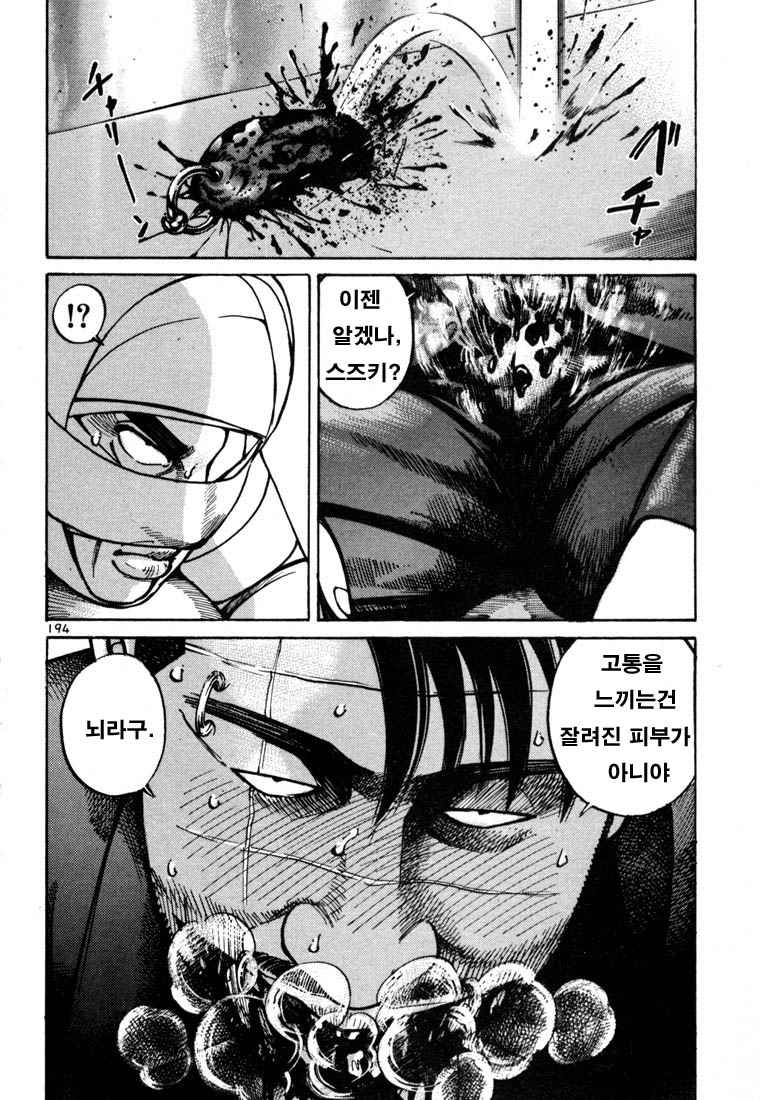 チャリーン
ベチャ
!?
이젠
알겠나,
스즈키?
194
고통을
느끼는건
잘려진 피부가
아니야
뇌라구.